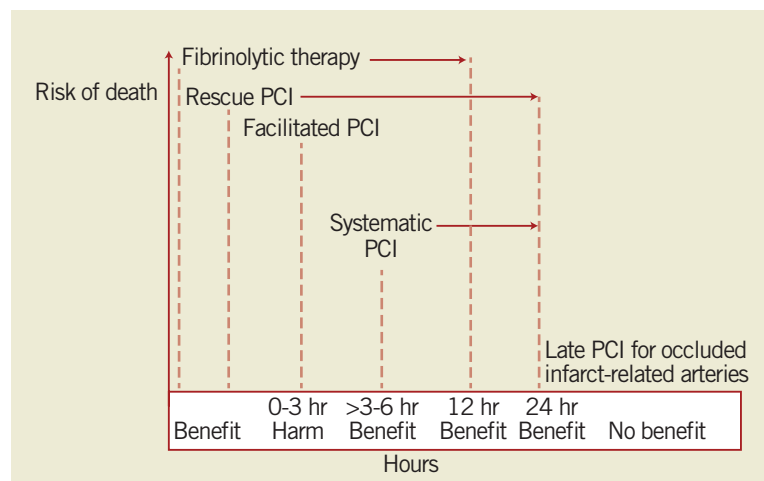 Fibrinolytic therapy
Risk of death
Rescue PCI
Facilitated PCI
Systematic
PCI
Late PCI for occluded
infarct-related arteries
0-3 hr >3-6 hr 12 hr 24 hr
Benefit Harm Benefit Benefit Benefit No benefit
Hours